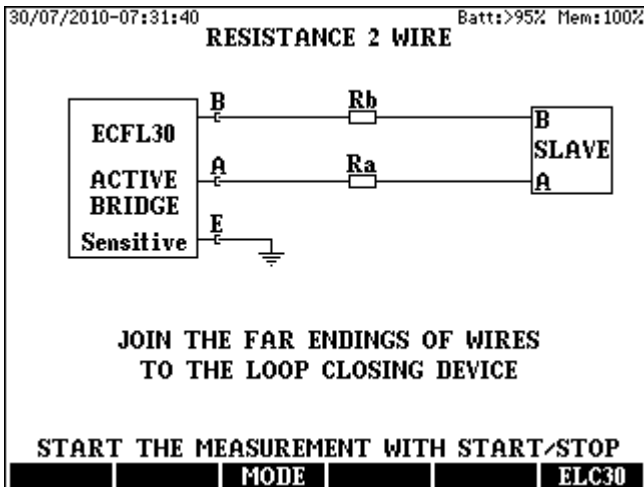 30/07/2010-07:31:40 Batt:>95% Mem:100%
RESISTANCE 2 WIRE
B Rb B
ECFL30 SLAVE
A Ra A
ACTIVE
BRIDGE
E
Sensitive
JOIN THE FAR ENDINGS OF WIRES
TO THE LOOP CLOSING DEVICE
START THE MEASUREMENT WITH START/STOP
MODE ELC30